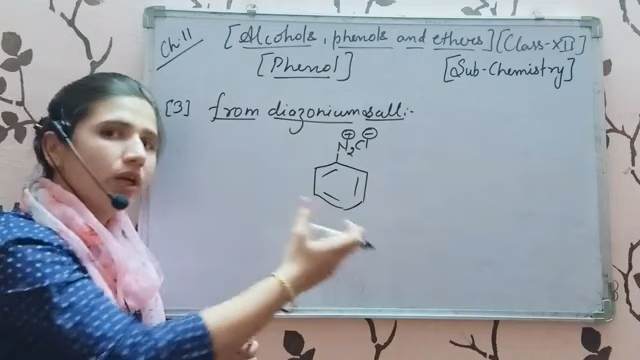 Ch:11 [Alcohols, phenols and ethers] [Class-XII]
[Phenol] [Sub-Chemistry]
[3] from diazonium salt:-
N₂⊕ Cl⊖